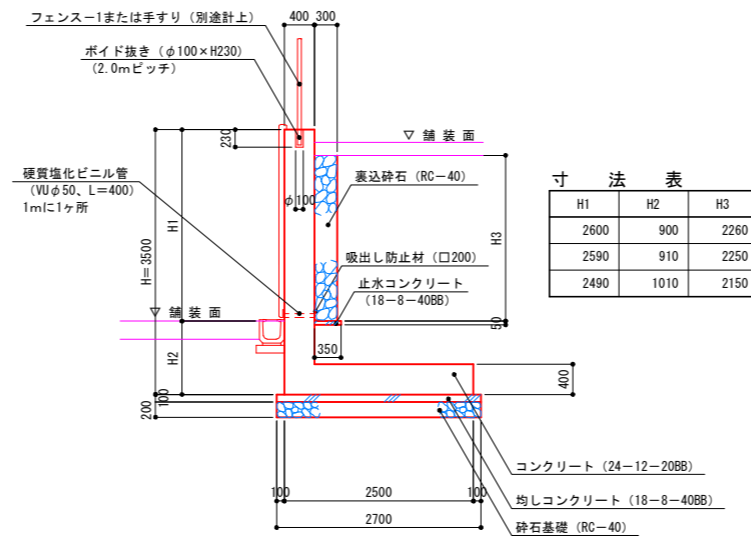 フェンス－1または手すり（別途計上）
400
300
ボイド抜き（φ100×H230）
（2.0mピッチ）
▽ 舗 装 面
230
硬質塩化ビニル管
（VUφ50、L=400）
1mに1ヶ所
裏込砕石（RC－40）
φ100
H＝3500
H1
H3
吸出し防止材（□200）
止水コンクリート
（18－8－40BB）
▽ 舗 装 面
50
350
H2
400
100
200
コンクリート（24－12－20BB）
100
2500
100
均しコンクリート（18－8－40BB）
2700
砕石基礎（RC－40）
寸 法 表
H1 H2 H3
2600 900 2260
2590 910 2250
2490 1010 2150